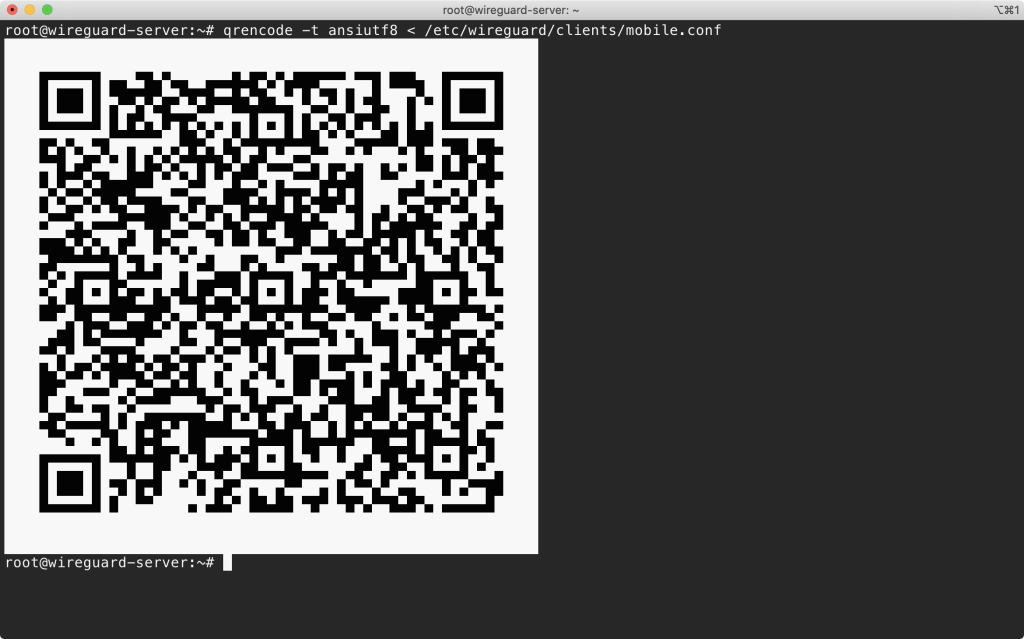 root@wireguard-server: ~
⌥⌘1
root@wireguard-server:~# qrencode -t ansiutf8 < /etc/wireguard/clients/mobile.conf
root@wireguard-server:~#